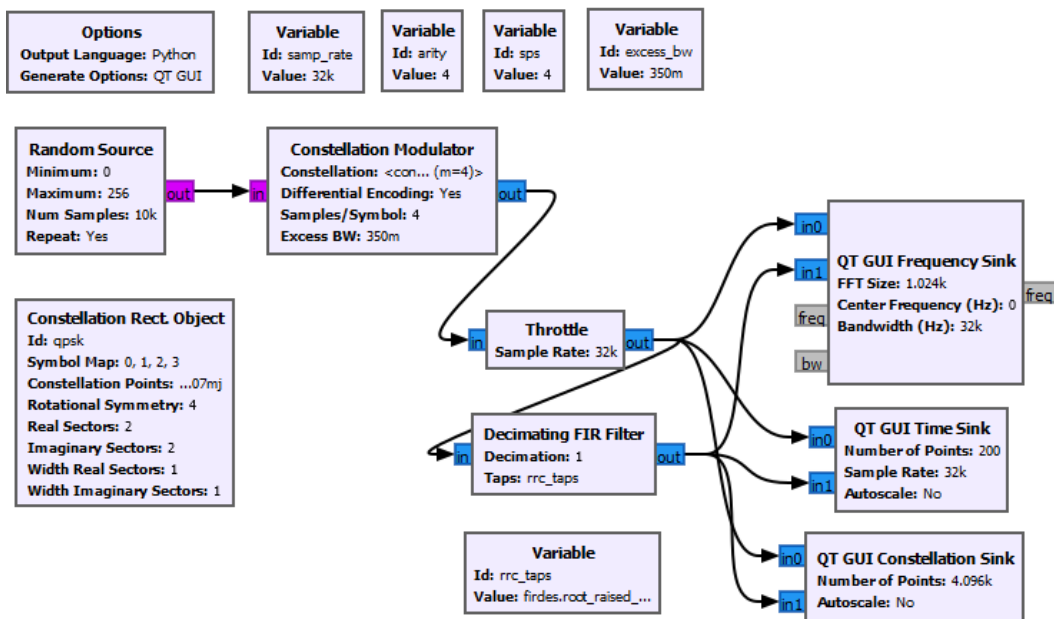 Options
Output Language: Python
Generate Options: QT GUI
Variable
Id: samp_rate
Value: 32k
Variable
Id: arity
Value: 4
Variable
Id: sps
Value: 4
Variable
Id: excess_bw
Value: 350m
Random Source
Minimum: 0
Maximum: 256
Num Samples: 10k
Repeat: Yes
out
in
Constellation Modulator
Constellation: <con... (m=4)>
Differential Encoding: Yes
Samples/Symbol: 4
Excess BW: 350m
out
Constellation Rect. Object
Id: qpsk
Symbol Map: 0, 1, 2, 3
Constellation Points: ...07mj
Rotational Symmetry: 4
Real Sectors: 2
Imaginary Sectors: 2
Width Real Sectors: 1
Width Imaginary Sectors: 1
in
Throttle
Sample Rate: 32k
out
in
Decimating FIR Filter
Decimation: 1
Taps: rrc_taps
out
Variable
Id: rrc_taps
Value: firdes.root_raised_...
in0
in1
freq
bw
QT GUI Frequency Sink
FFT Size: 1.024k
Center Frequency (Hz): 0
Bandwidth (Hz): 32k
freq
in0
in1
QT GUI Time Sink
Number of Points: 200
Sample Rate: 32k
Autoscale: No
in0
in1
QT GUI Constellation Sink
Number of Points: 4.096k
Autoscale: No